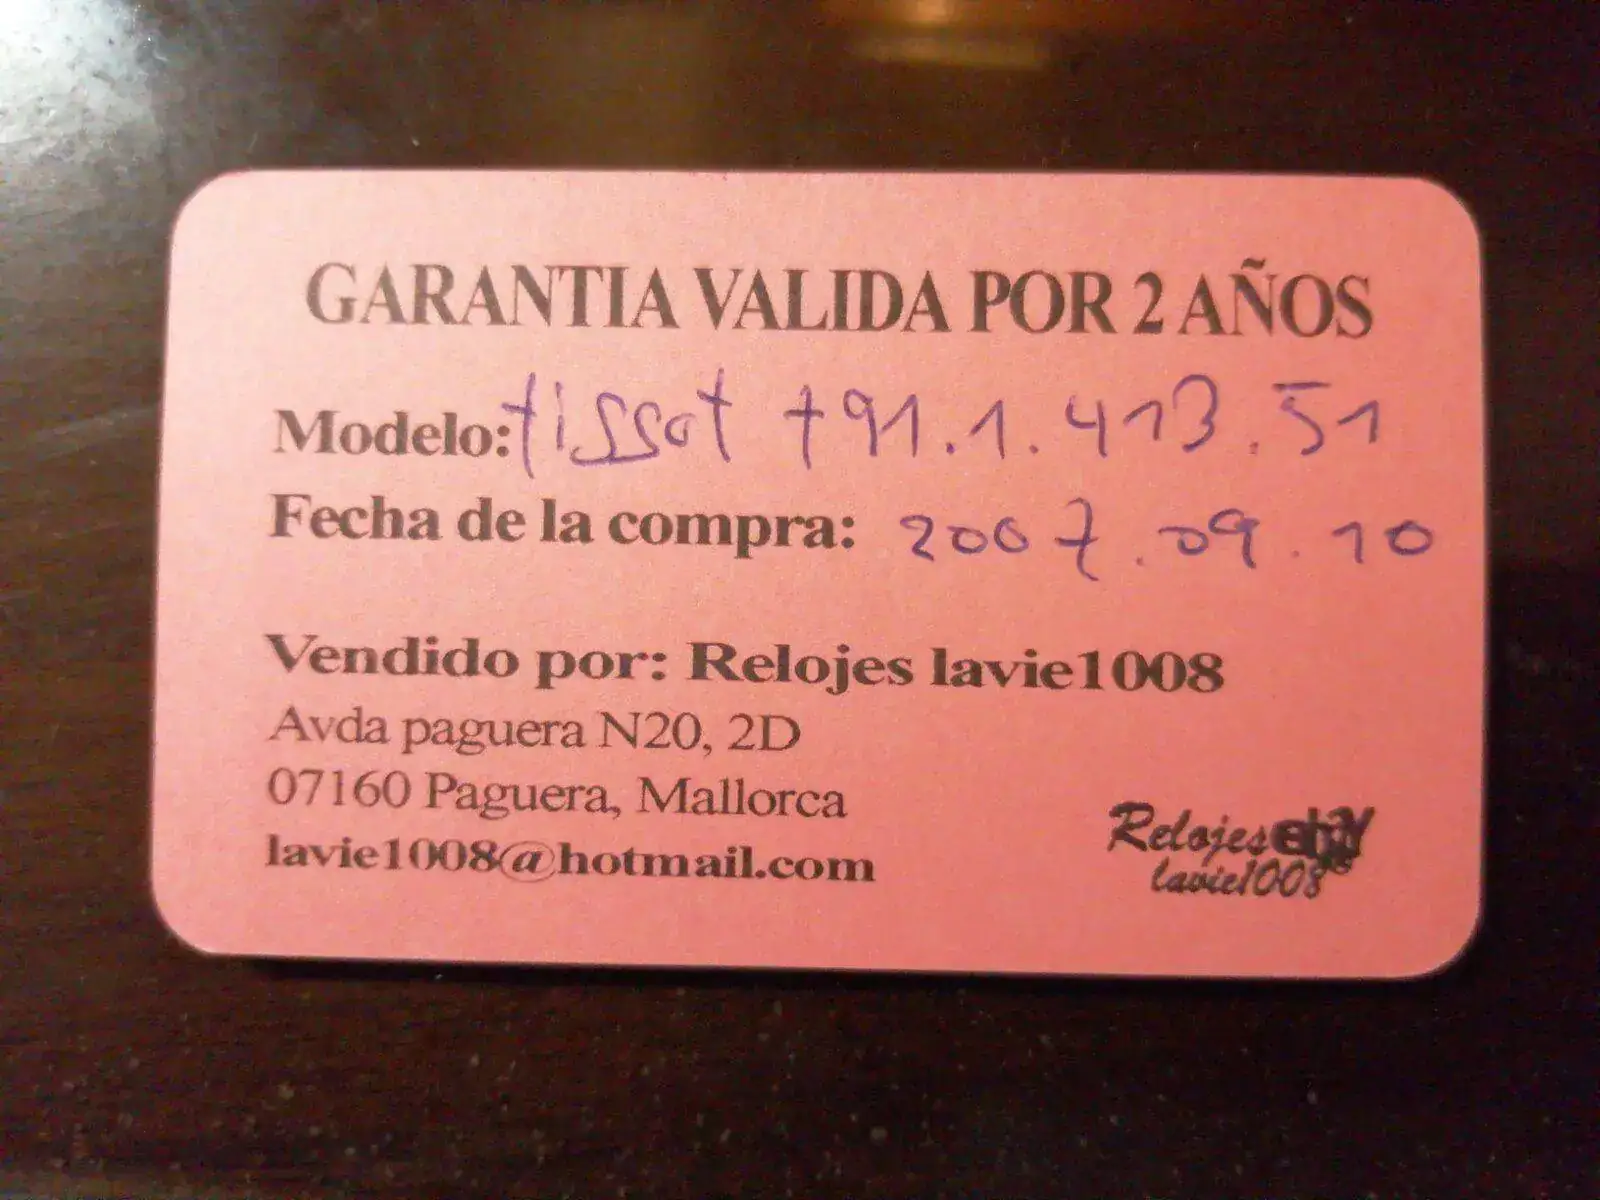 GARANTIA VALIDA POR 2 AÑOS
Modelo: tissot t91.1.413.51
Fecha de la compra: 2007.09.10
Vendido por: Relojes lavie1008
Avda paguera N20, 2D
07160 Paguera, Mallorca
lavie1008@hotmail.com
Relojes ebay
lavie1008